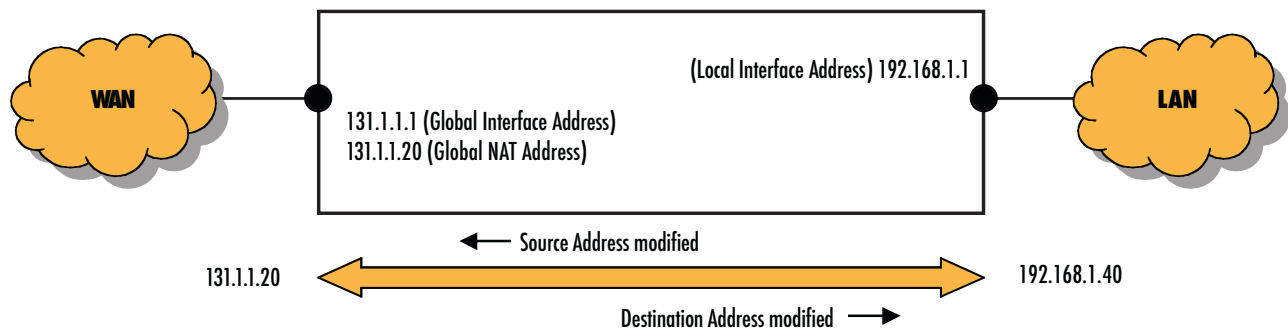 WAN
(Local Interface Address) 192.168.1.1
LAN
131.1.1.1 (Global Interface Address)
131.1.1.20 (Global NAT Address)
Source Address modified
131.1.1.20
192.168.1.40
Destination Address modified